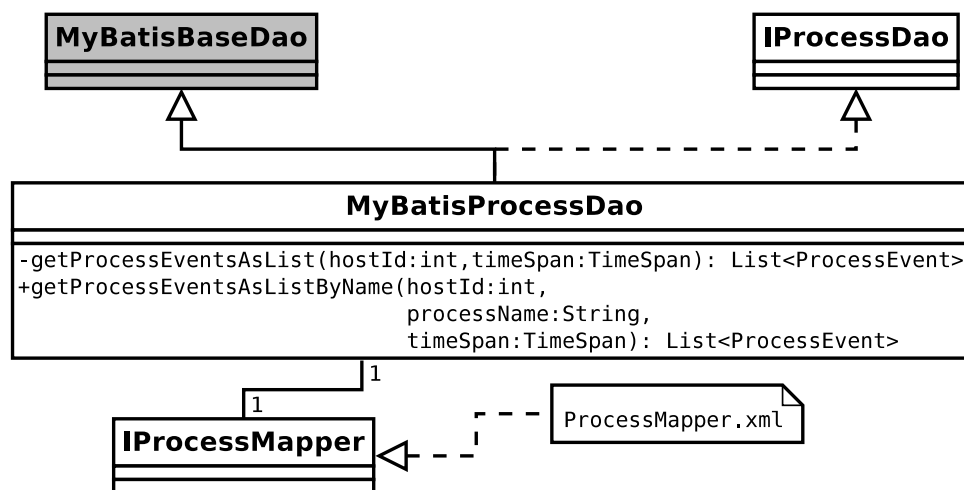 MyBatisBaseDao
IProcessDao
MyBatisProcessDao
-getProcessEventsAsList(hostId:int,timeSpan:TimeSpan): List<ProcessEvent>
+getProcessEventsAsListByName(hostId:int,
processName:String,
timeSpan:TimeSpan): List<ProcessEvent>
1
1
IProcessMapper
ProcessMapper.xml